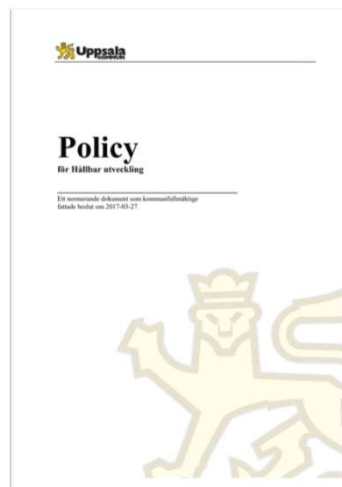 Uppsala
KOMMUN
Policy
för Hållbar utveckling
Ett normerande dokument som kommunfullmäktige
fattade beslut om 2017-03-27